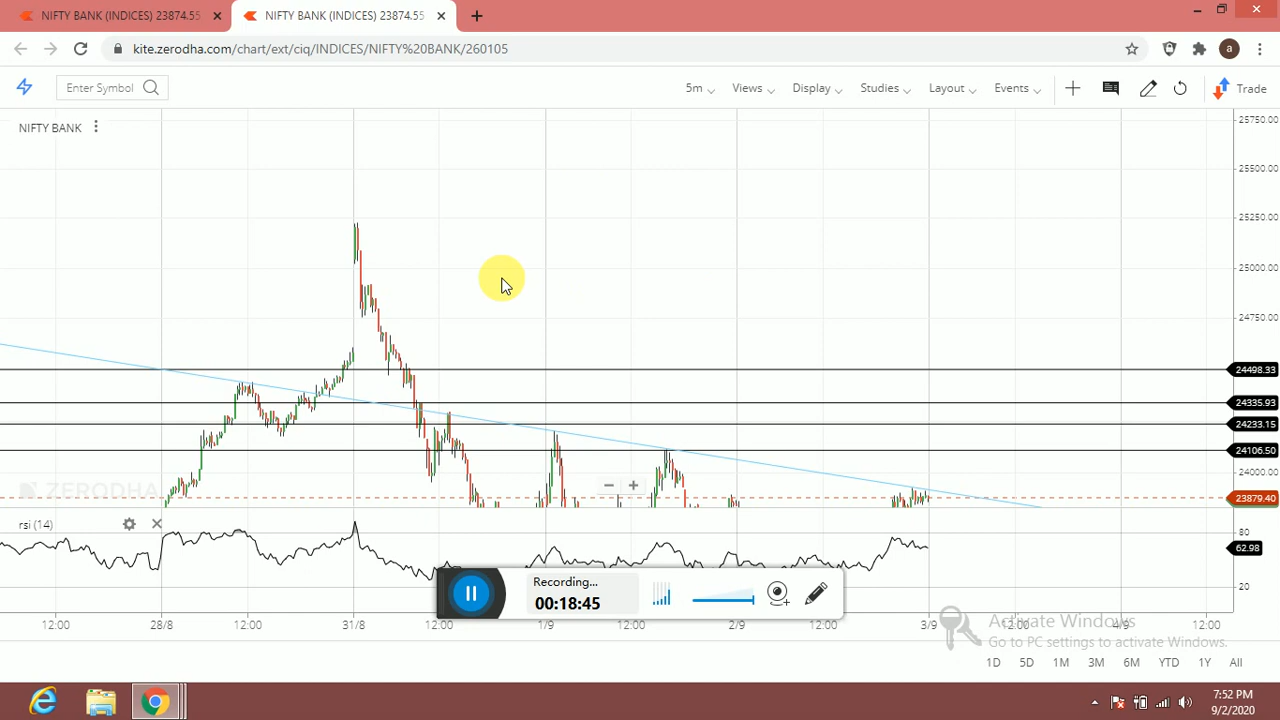 NIFTY BANK (INDICES) 23874.55
NIFTY BANK (INDICES) 23874.55
kite.zerodha.com/chart/ext/ciq/INDICES/NIFTY%20BANK/260105
a
Enter Symbol
5m
Views
Display
Studies
Layout
Events
Trade
NIFTY BANK
25750.00
25500.00
25250.00
25000.00
24750.00
24498.33
24335.93
24233.15
24106.50
24000.00
23879.40
ZERODHA
rsi (14)
80
62.98
20
Recording...
00:18:45
12:00 28/8 12:00 31/8 12:00 1/9 12:00 2/9 12:00 3/9 12:00 4/9 12:00
Activate Windows
Go to PC settings to activate Windows.
1D 5D 1M 3M 6M YTD 1Y All
7:52 PM
9/2/2020